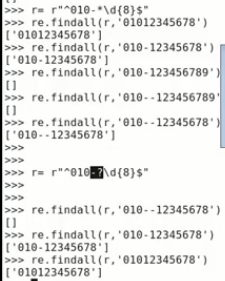 >>> r= r"^010-*\d{8}$"
>>> re.findall(r,'01012345678')
['01012345678']
>>> re.findall(r,'010-12345678')
['010-12345678']
>>> re.findall(r,'010-123456789')
[]
>>> re.findall(r,'010--123456789'
[]
>>> re.findall(r,'010--12345678')
['010--12345678']
>>>
>>>
>>> r= r"^010-?\d{8}$"
>>>
>>>
>>> re.findall(r,'010--12345678')
[]
>>> re.findall(r,'010-12345678')
['010-12345678']
>>> re.findall(r,'01012345678')
['01012345678']